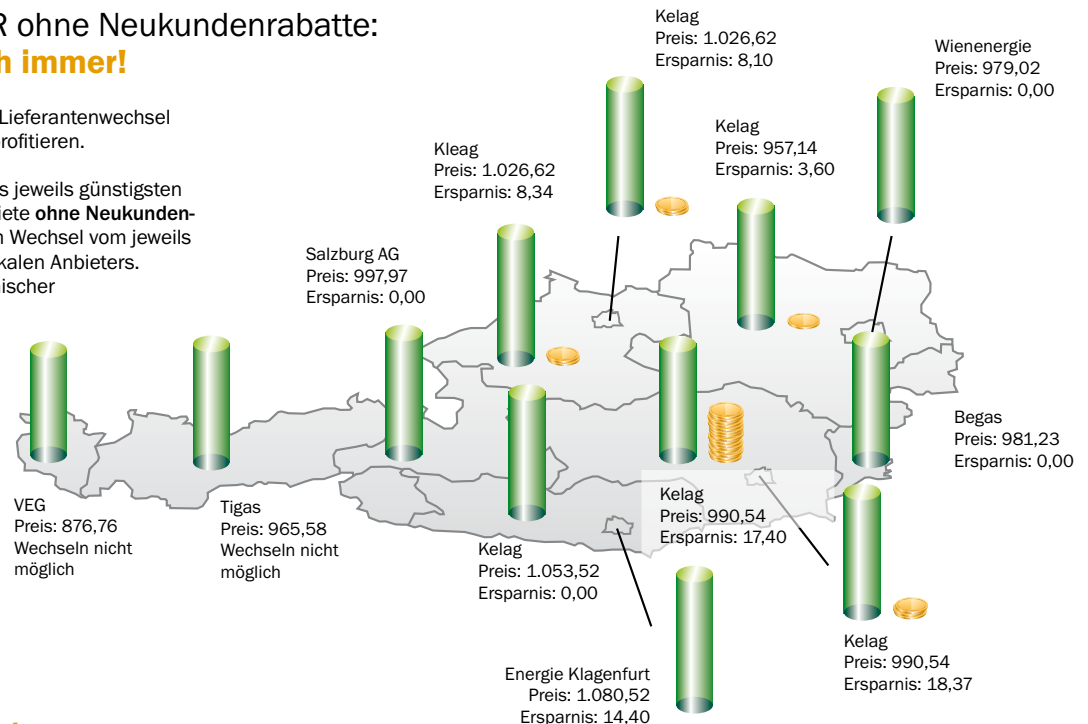 R ohne Neukundenrabatte:
h immer!
Lieferantenwechsel
rofitieren.
s jeweils günstigsten
iete ohne Neukunden-
n Wechsel vom jeweils
kalen Anbieters.
nischer
Kelag
Preis: 1.026,62
Ersparnis: 8,10
Wienenergie
Preis: 979,02
Ersparnis: 0,00
Kelag
Preis: 957,14
Ersparnis: 3,60
Kleag
Preis: 1.026,62
Ersparnis: 8,34
Salzburg AG
Preis: 997,97
Ersparnis: 0,00
Begas
Preis: 981,23
Ersparnis: 0,00
VEG
Preis: 876,76
Wechseln nicht
möglich
Tigas
Preis: 965,58
Wechseln nicht
möglich
Kelag
Preis: 990,54
Ersparnis: 17,40
Kelag
Preis: 1.053,52
Ersparnis: 0,00
Kelag
Preis: 990,54
Ersparnis: 18,37
Energie Klagenfurt
Preis: 1.080,52
Ersparnis: 14,40